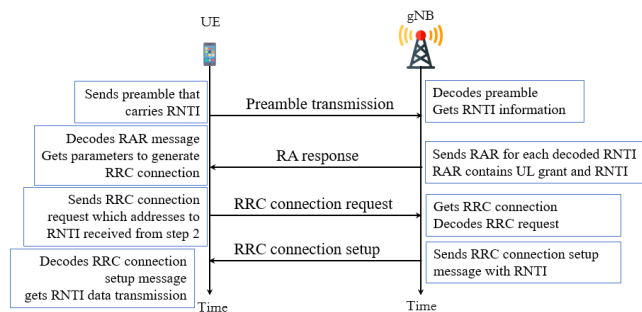 UE
gNB
Sends preamble that
carries RNTI
Preamble transmission
Decodes preamble
Gets RNTI information
Decodes RAR message
Gets parameters to generate
RRC connection
RA response
Sends RAR for each decoded RNTI
RAR contains UL grant and RNTI
Sends RRC connection
request which addresses to
RNTI received from step 2
RRC connection request
Gets RRC connection
Decodes RRC request
Decodes RRC connection
setup message
gets RNTI data transmission
RRC connection setup
Sends RRC connection setup
message with RNTI
Time
Time